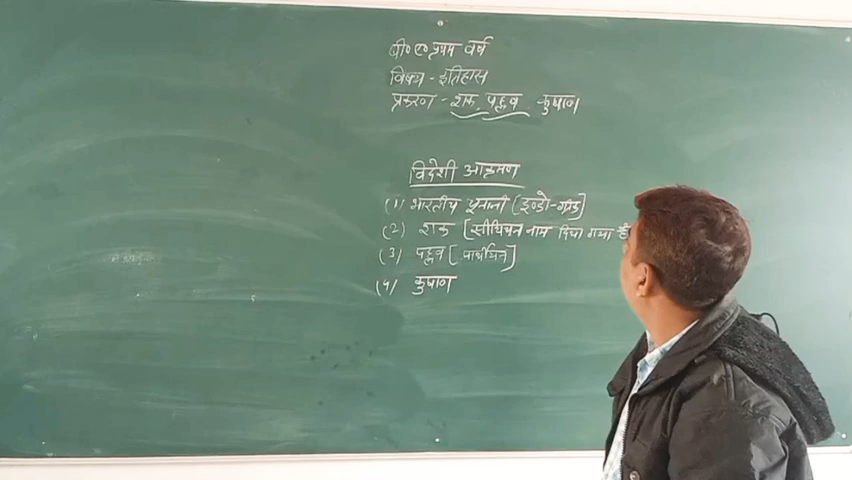 बी०ए० प्रथम वर्ष
विषय - इतिहास
प्रकरण - शक, पह्लव कुषाण
विदेशी आक्रमण
(1) भारतीय यूनानी [इण्डो-ग्रीक]
(2) शक [सीथियन नाम दिया गया है
(3) पह्लव [पार्थियन]
(4) कुषाण